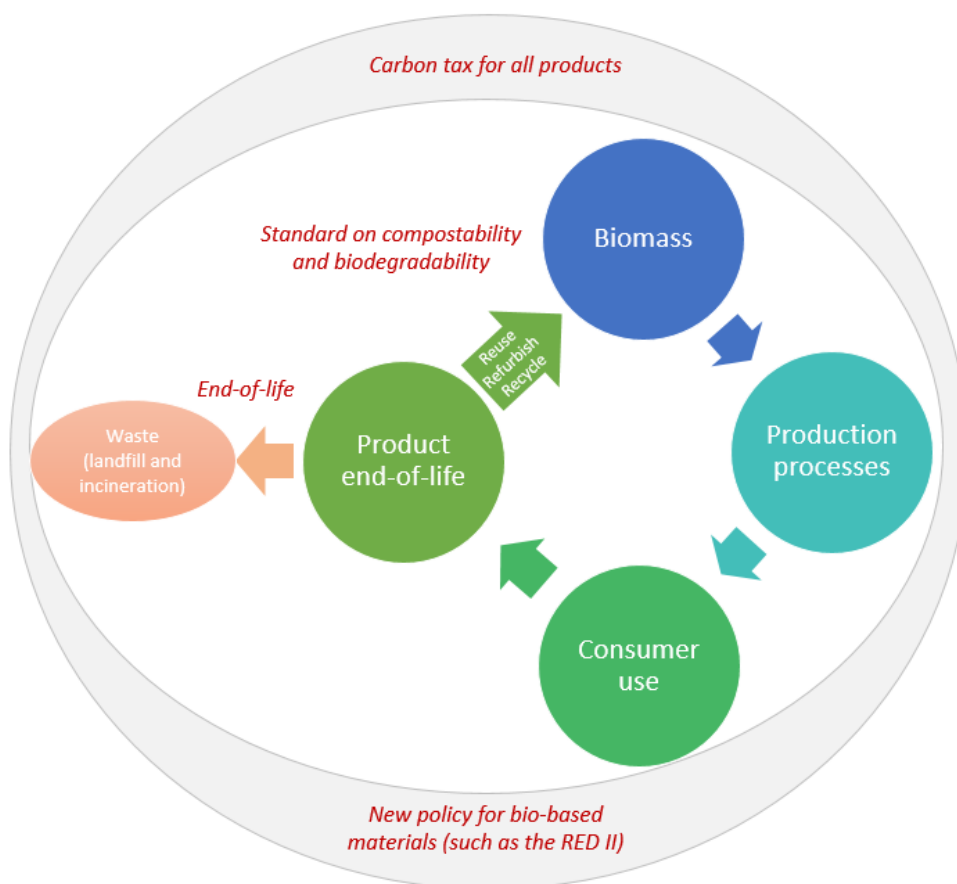 Carbon tax for all products
Biomass
Standard on compostability
and biodegradability
Reuse
Refurbish
Recycle
End-of-life
Waste
(landfill and
incineration)
Product
end-of-life
Production
processes
Consumer
use
New policy for bio-based
materials (such as the RED II)